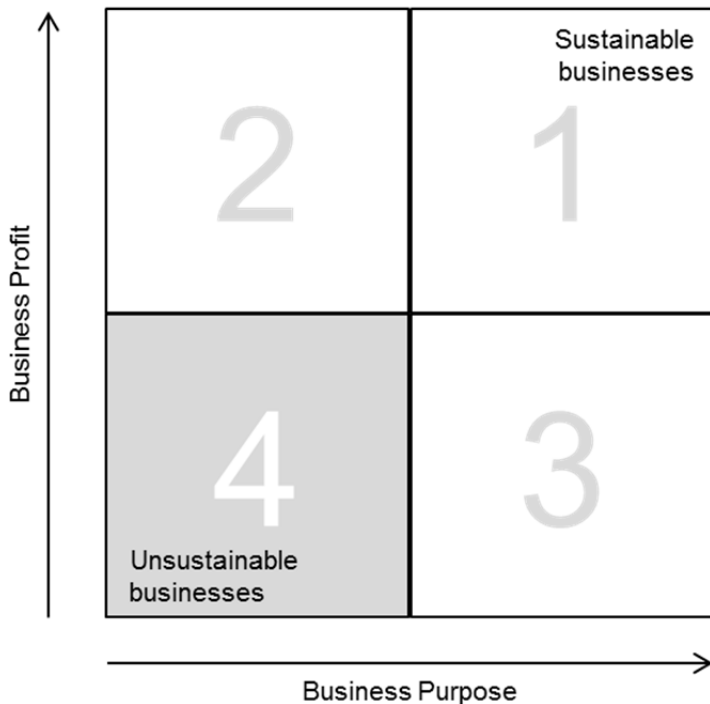 Sustainable
businesses
2
1
Business Profit
4
3
Unsustainable
businesses
Business Purpose